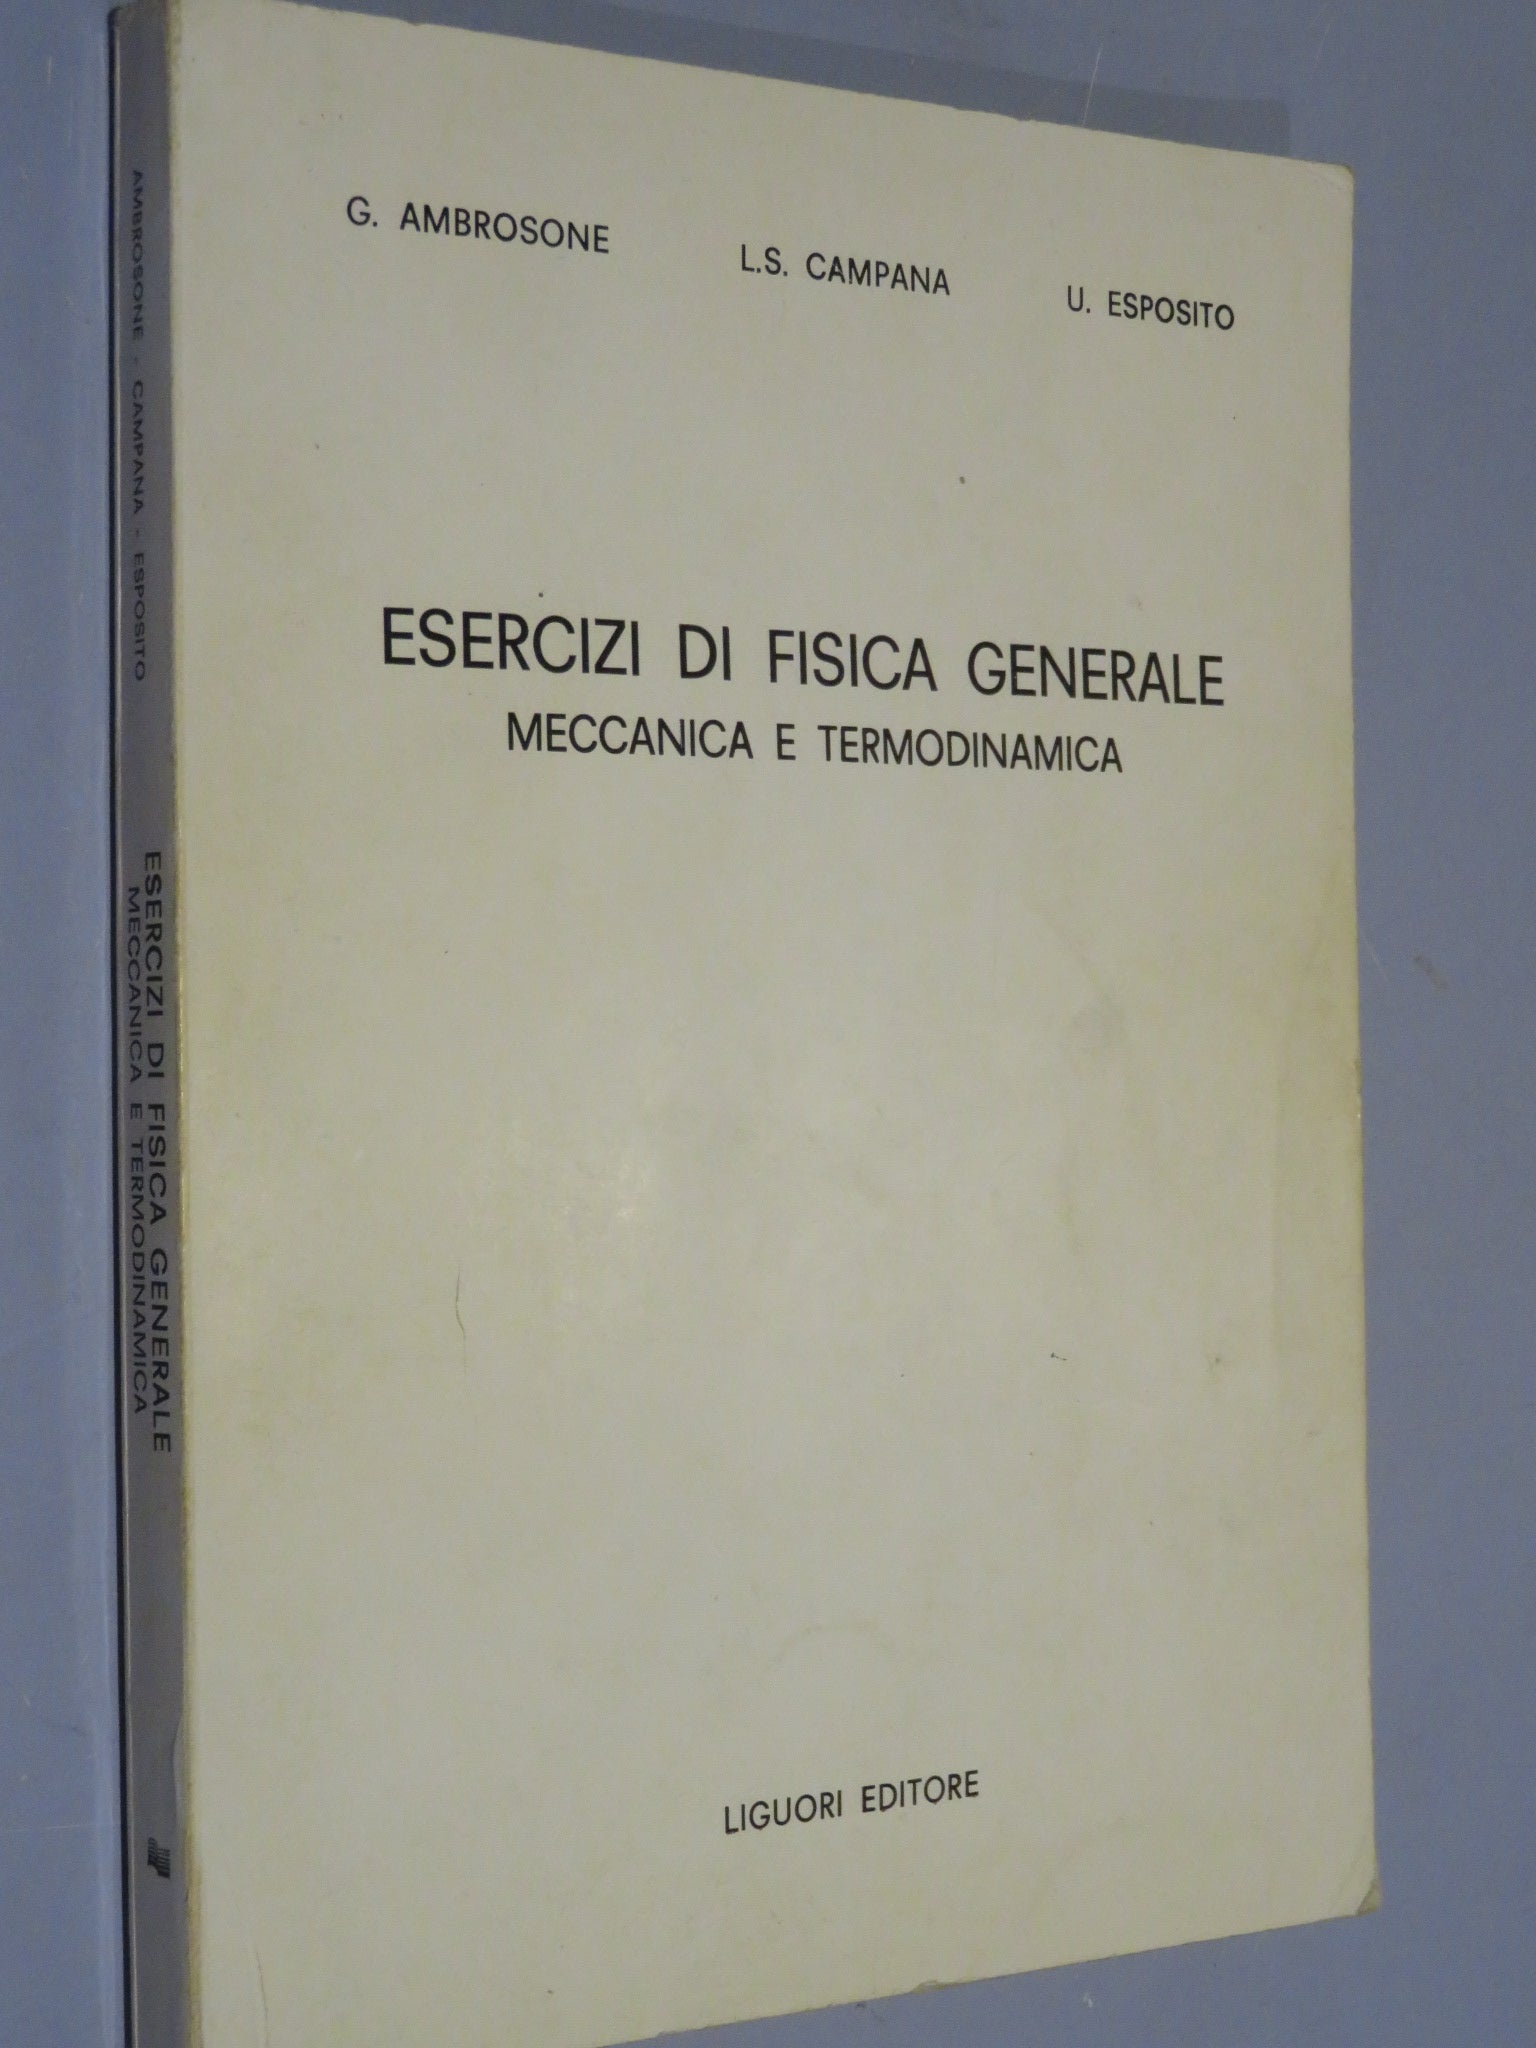 G. AMBROSONE L.S. CAMPANA U. ESPOSITO
ESERCIZI DI FISICA GENERALE
MECCANICA E TERMODINAMICA
LIGUORI EDITORE
AMBROSONE - CAMPANA - ESPOSITO
ESERCIZI DI FISICA GENERALE
MECCANICA E TERMODINAMICA